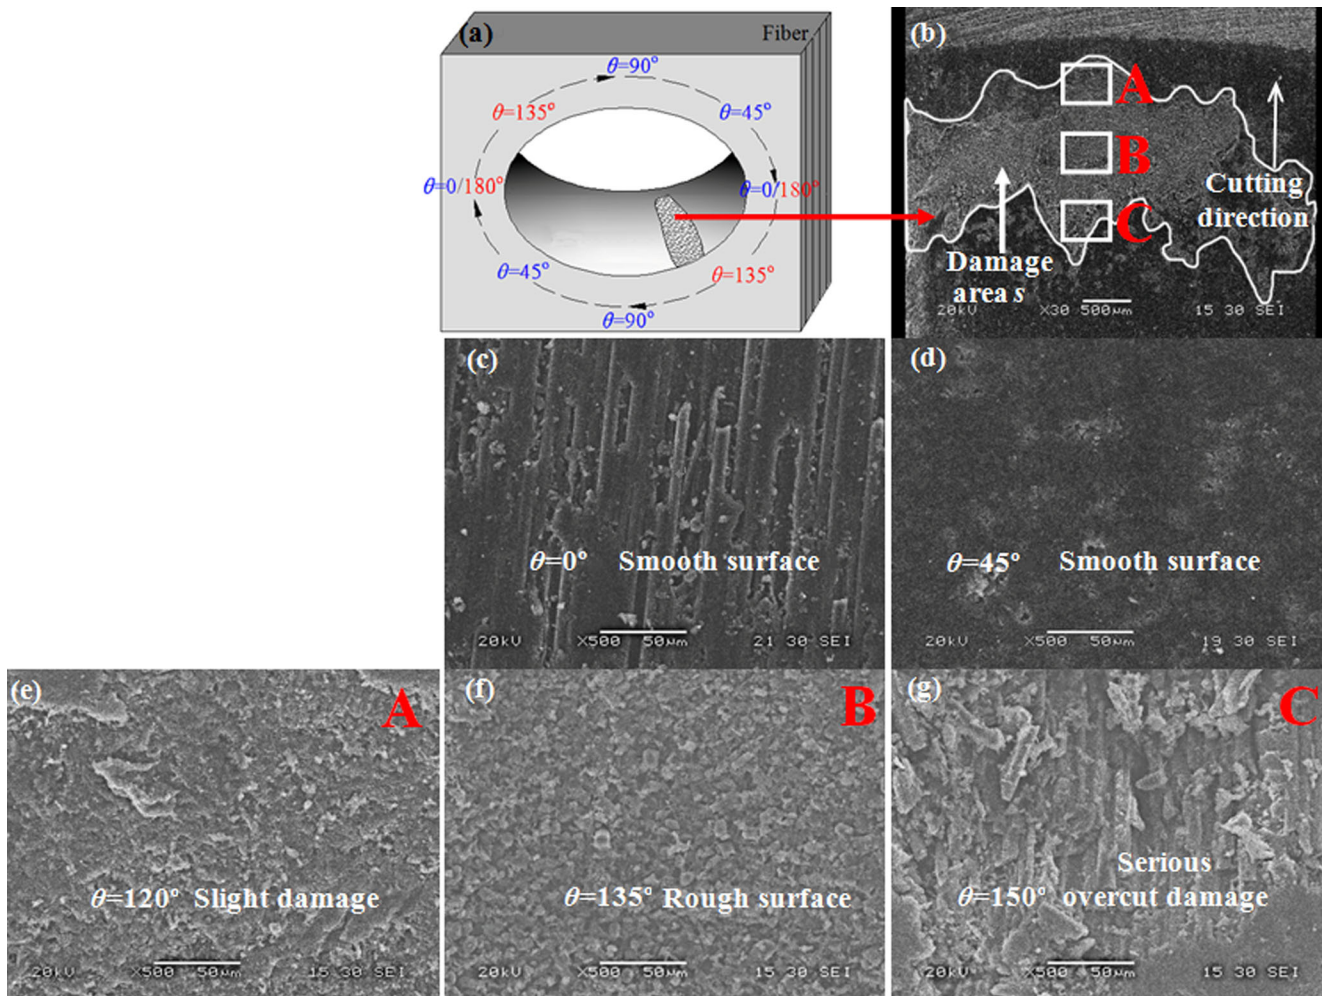 (a)
Fiber
θ=90°
θ=135°
θ=45°
θ=0/180°
θ=0/180°
θ=45°
θ=135°
θ=90°
(b)
A
B
C
Cutting
direction
Damage
area s
20kV X30 500μm 15 30 SEI
(c)
θ=0° Smooth surface
20kV X500 50μm 21 30 SEI
(d)
θ=45° Smooth surface
20kV X500 50μm 19 30 SEI
(e)
A
θ=120° Slight damage
20kV X500 50μm 15 30 SEI
(f)
B
θ=135° Rough surface
20kV X500 50μm 15 30 SEI
(g)
C
Serious
θ=150° overcut damage
20kV X500 50μm 15 30 SEI